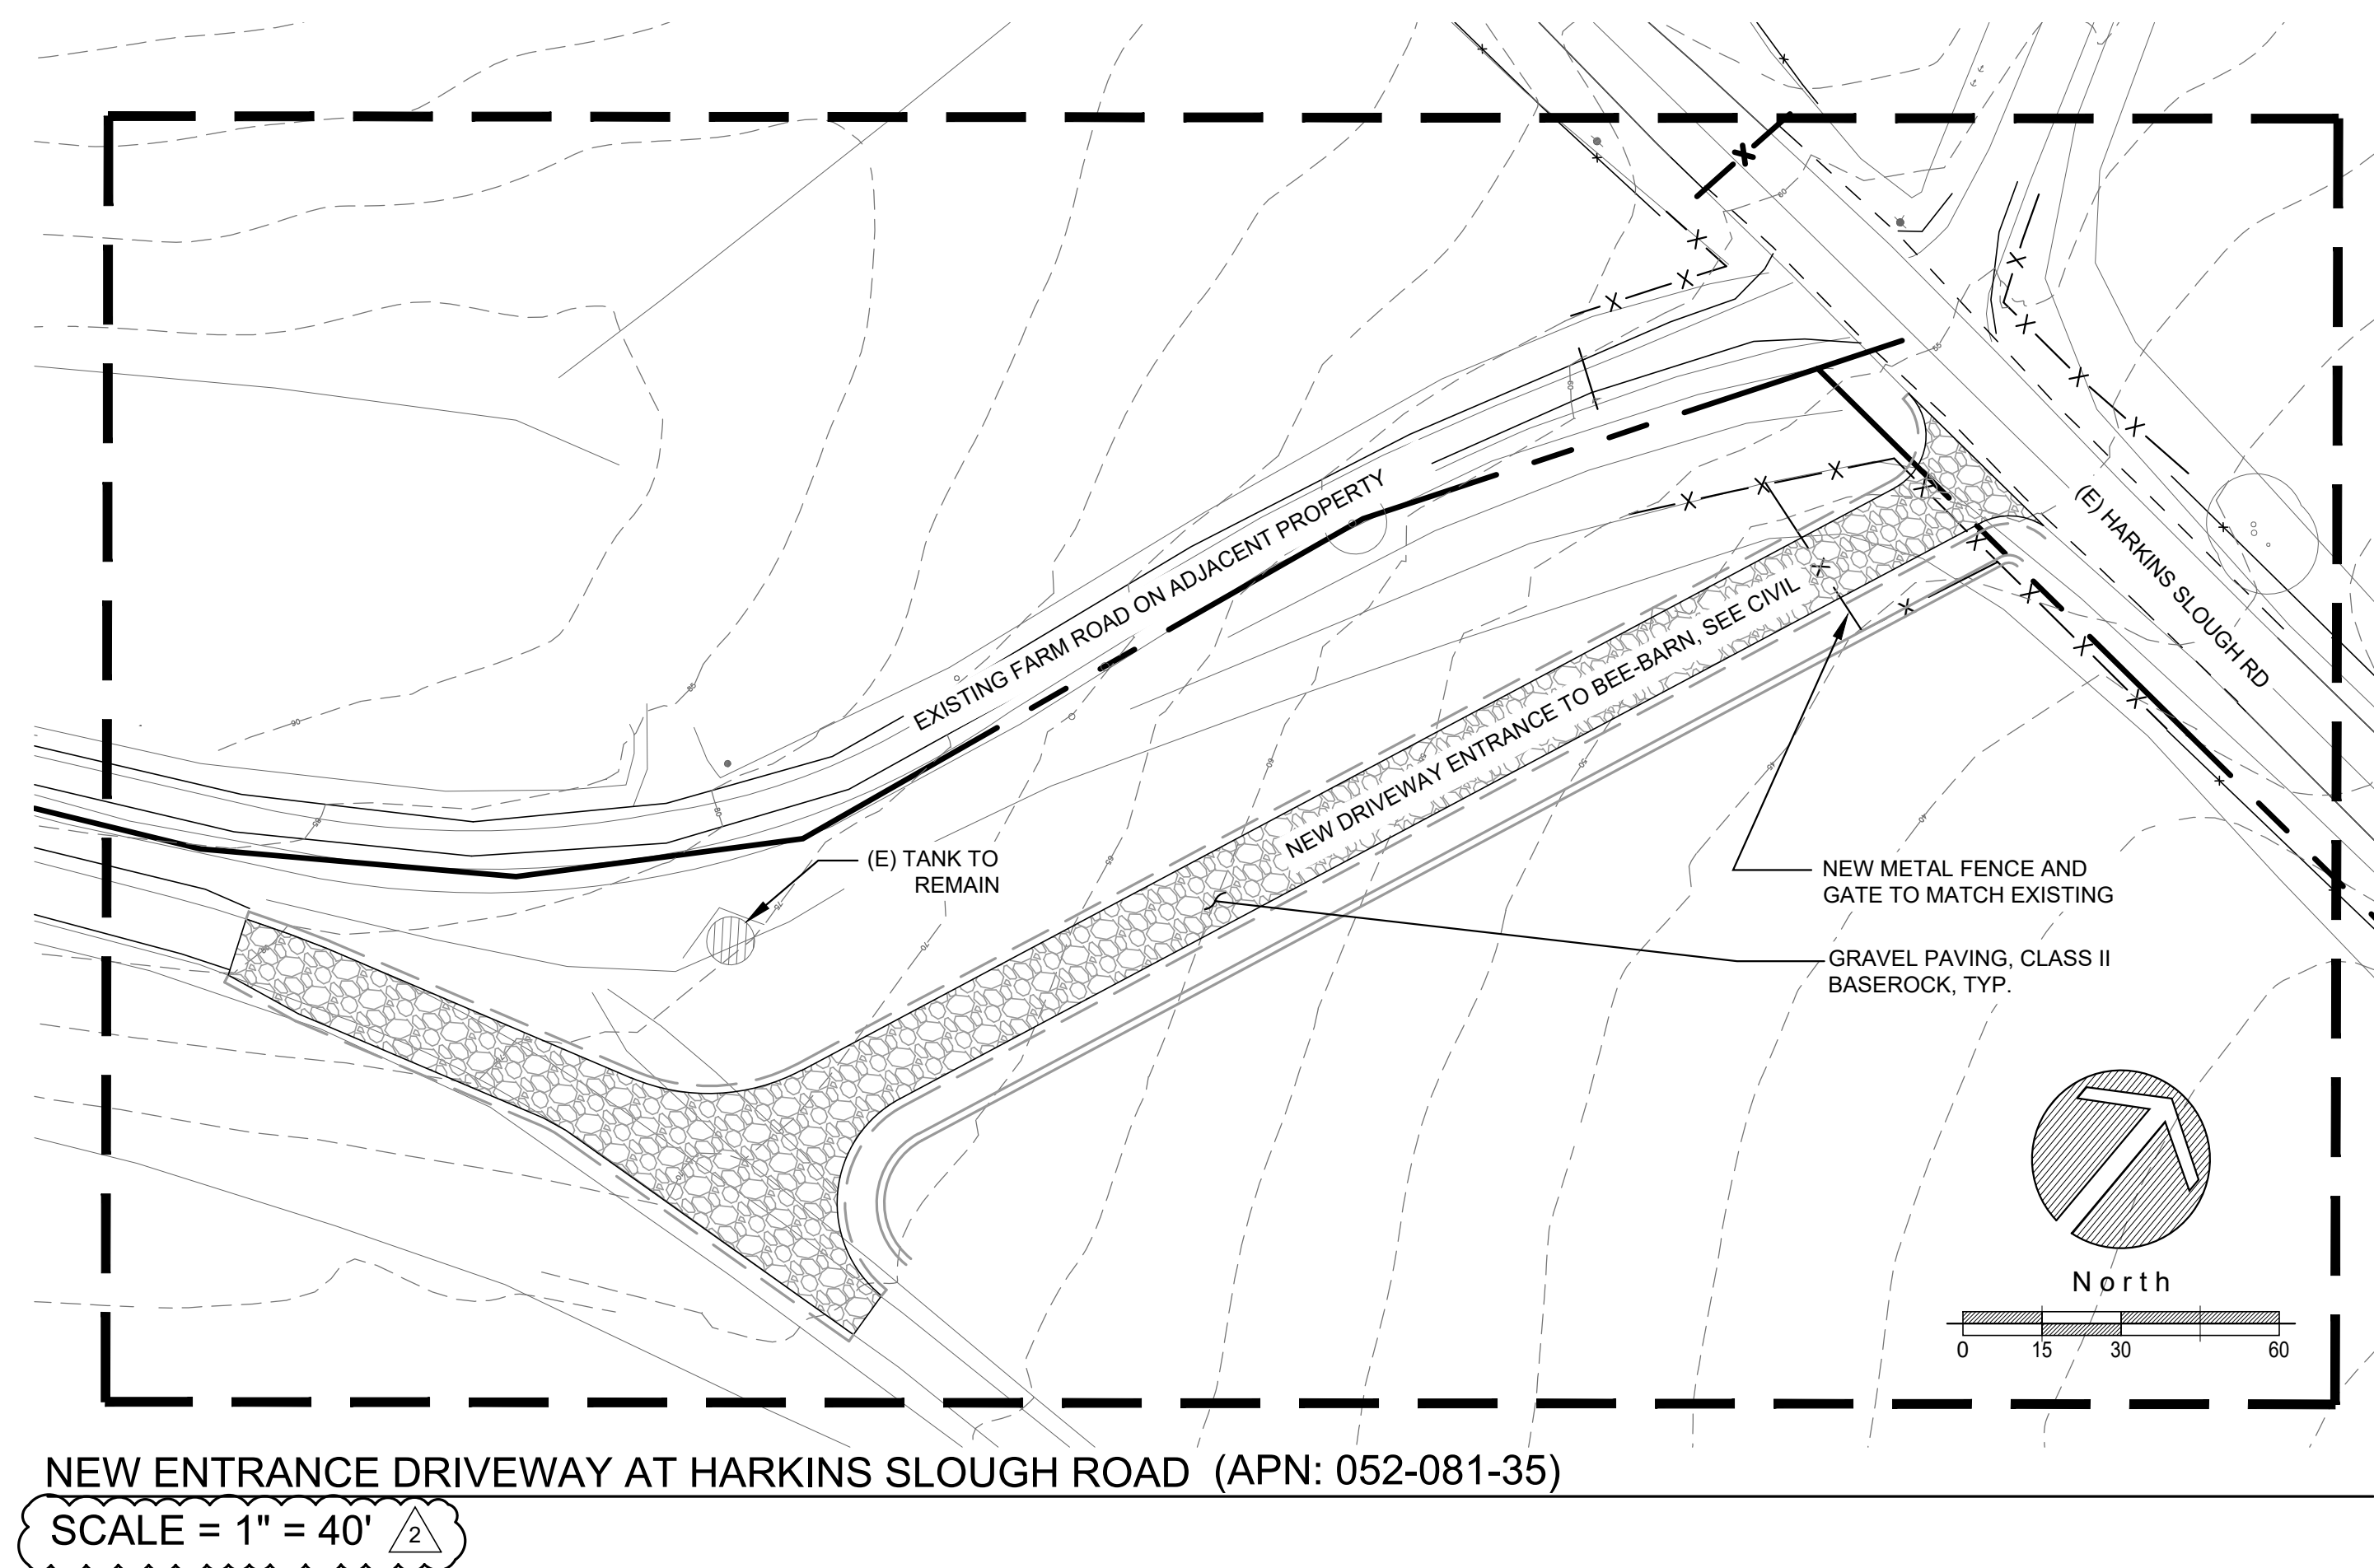 EXISTING FARM ROAD ON ADJACENT PROPERTY
(E) HARKINS SLOUGH RD
NEW DRIVEWAY ENTRANCE TO BEE-BARN, SEE CIVIL
(E) TANK TO
REMAIN
NEW METAL FENCE AND
GATE TO MATCH EXISTING
GRAVEL PAVING, CLASS II
BASEROCK, TYP.
North
0 15 30 60
NEW ENTRANCE DRIVEWAY AT HARKINS SLOUGH ROAD (APN: 052-081-35)
SCALE = 1" = 40' 2